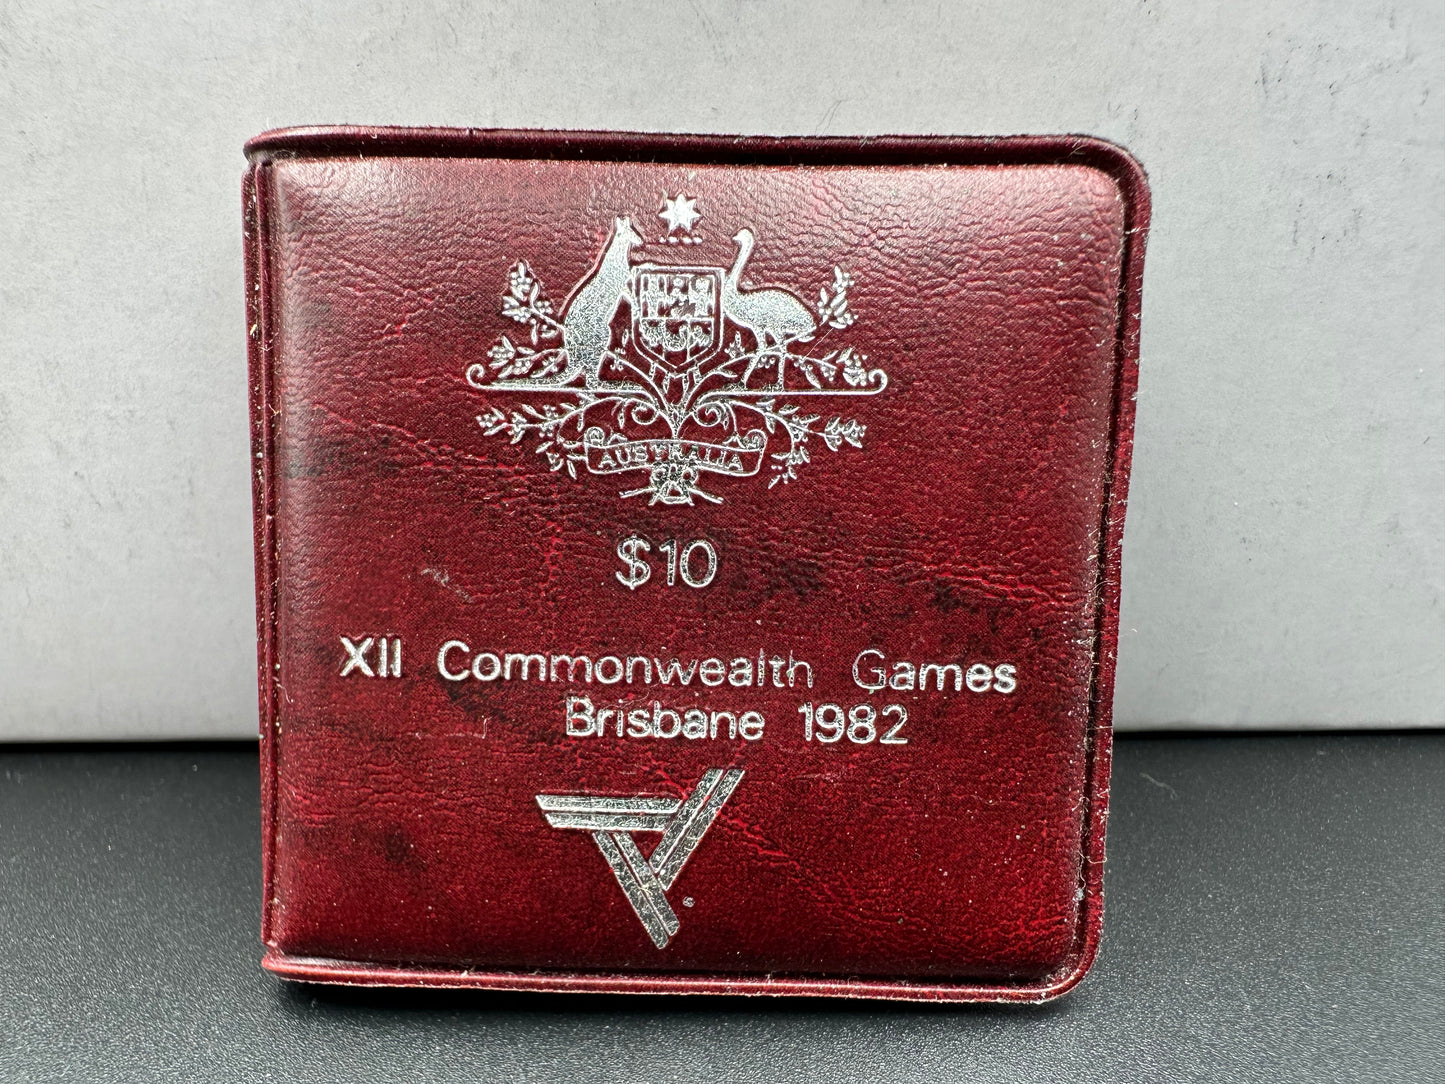 AUSTRALIA
$10
XII Commonwealth Games
Brisbane 1982